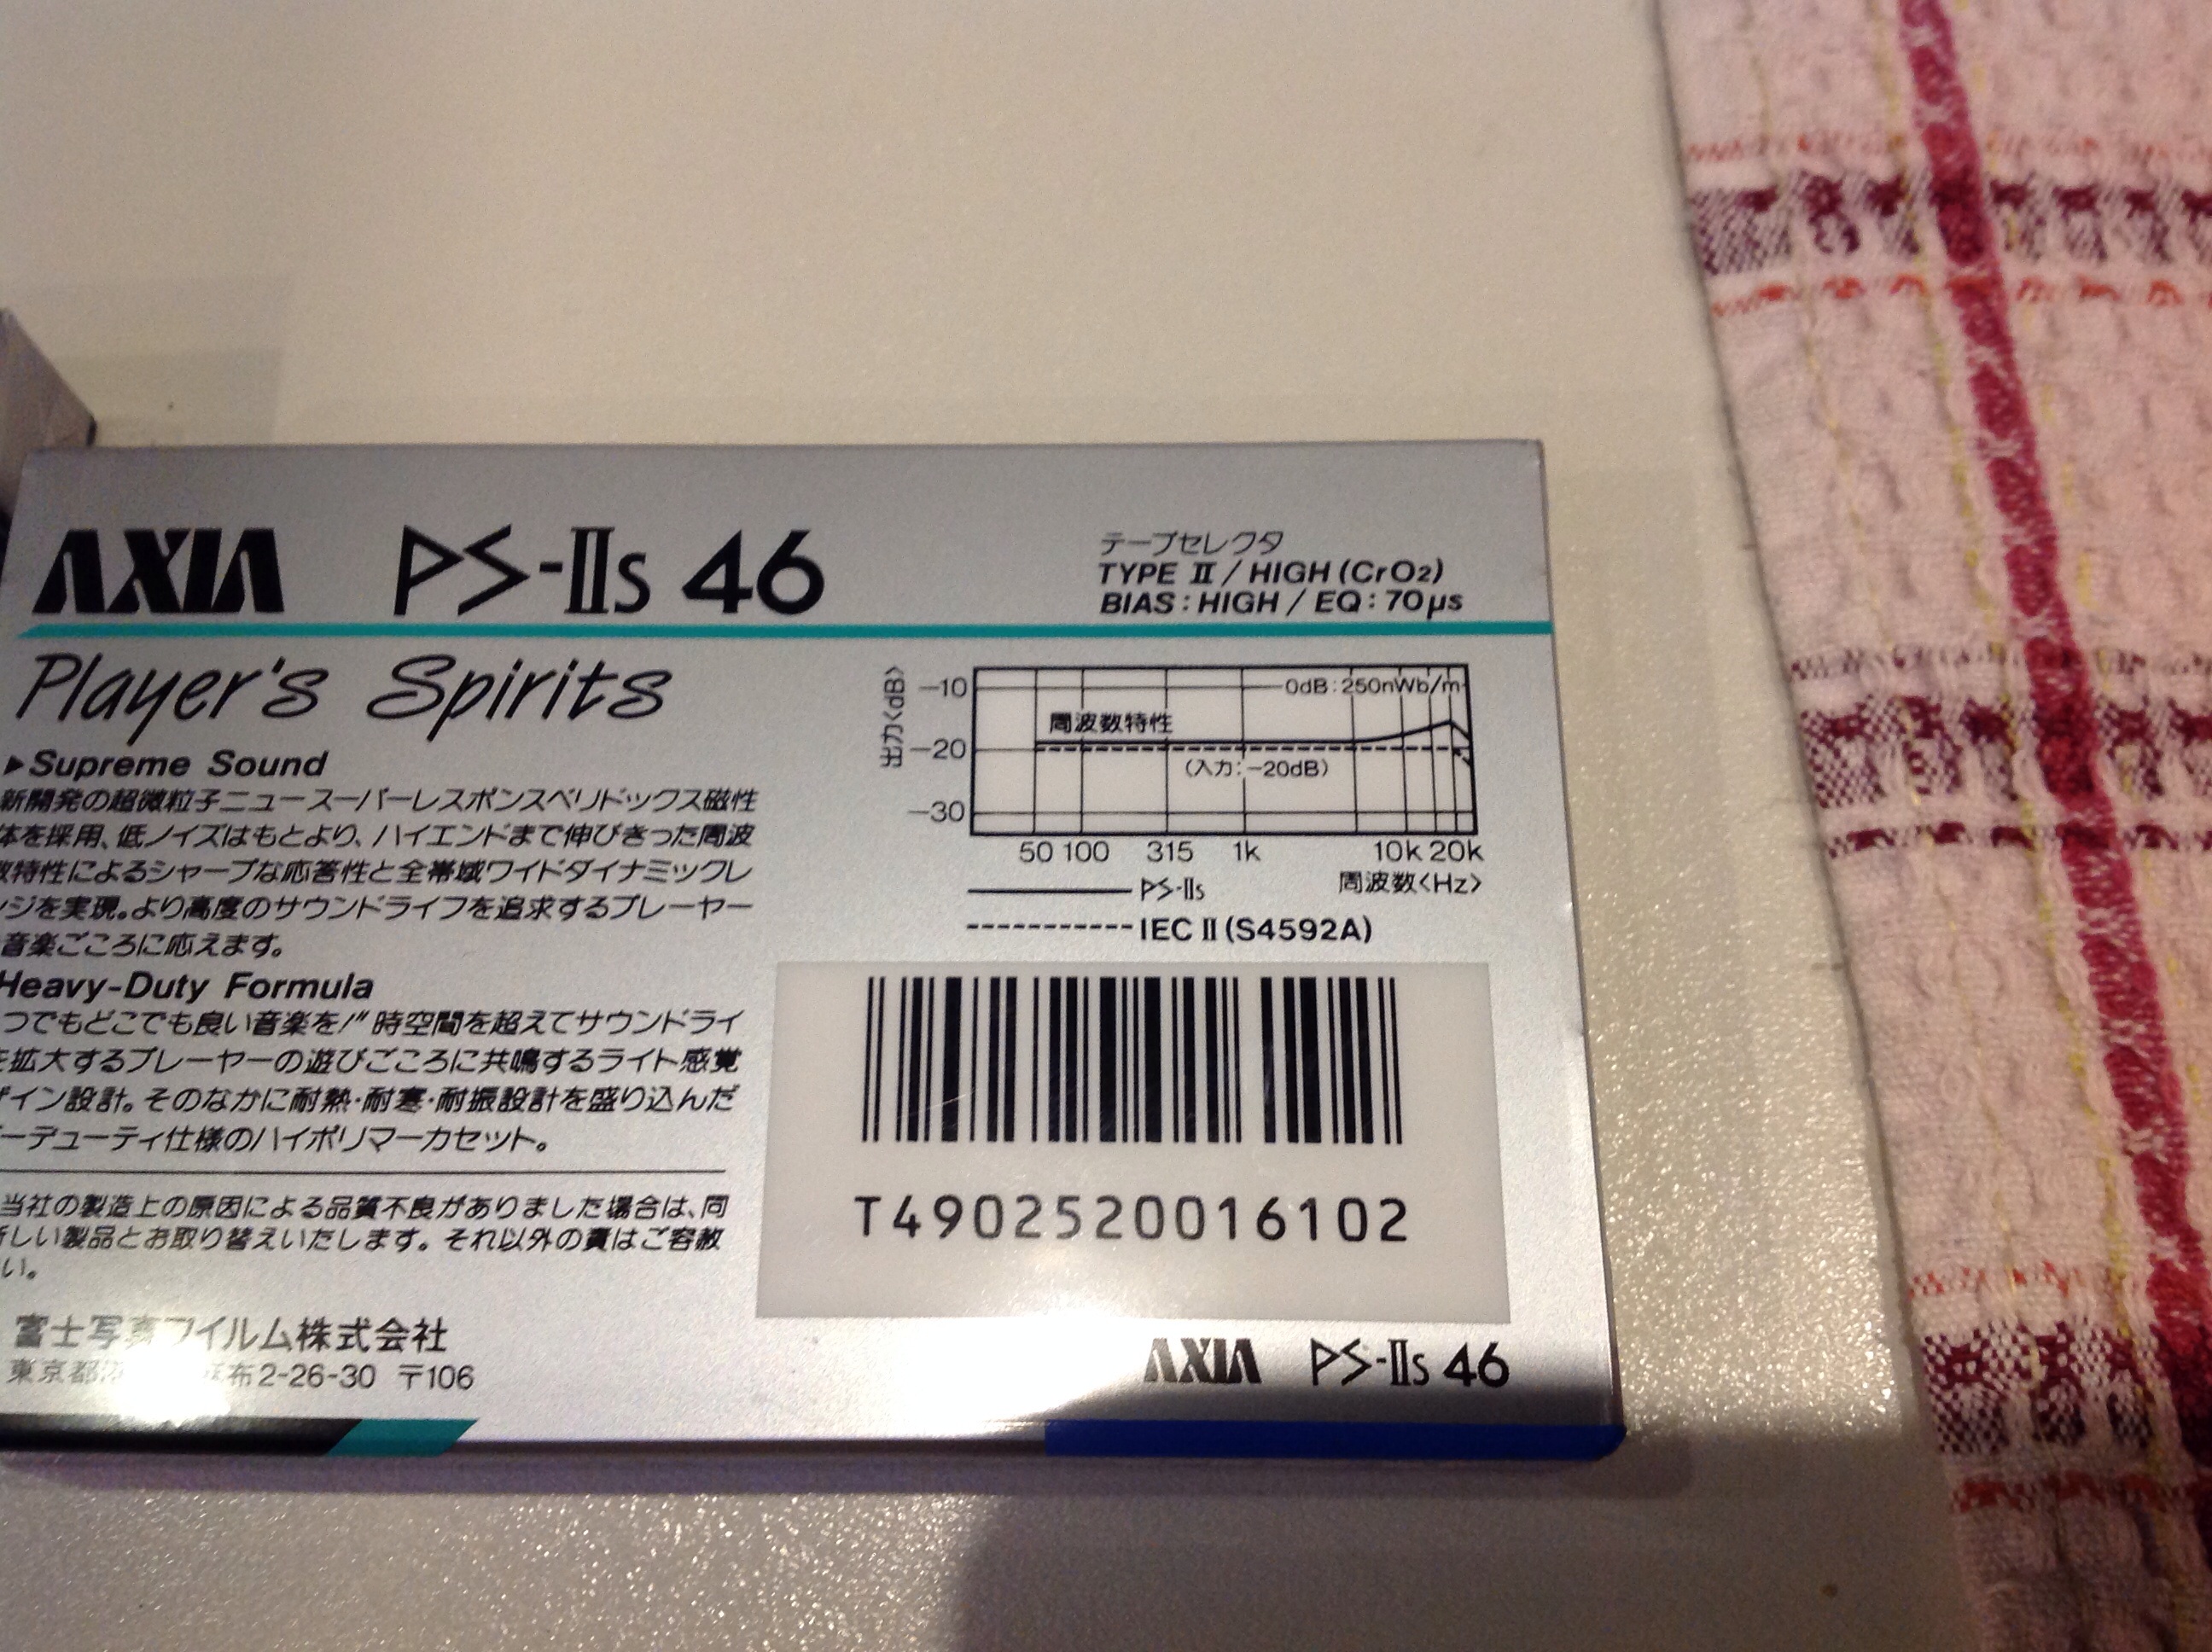 AXIA PS-IIs 46
テープセレクタ
TYPE II / HIGH (CrO2)
BIAS : HIGH / EQ : 70μs
Player's Spirits
▶Supreme Sound
新開発の超微粒子ニュースーパーレスポンスベリドックス磁性
体を採用、低ノイズはもとより、ハイエンドまで伸びきった周波
数特性によるシャープな応答性と全帯域ワイドダイナミックレ
ンジを実現。より高度のサウンドライフを追求するプレーヤー
音楽ごころに応えます。
Heavy-Duty Formula
つでもどこでも良い音楽を!" 時空間を超えてサウンドライ
を拡大するプレーヤーの遊びごころに共鳴するライト感覚
ザイン設計。そのなかに耐熱・耐寒・耐振設計を盛り込んだ
ーデューティ仕様のハイポリマーカセット。
当社の製造上の原因による品質不良がありました場合は、同
しい製品とお取り替えいたします。それ以外の責はご容赦
い。
富士写真フイルム株式会社
東京都 布2-26-30 〒106
出力<dB>
-10
-20
-30
0dB : 250nWb/m
周波数特性
(入力 : -20dB)
50 100 315 1k 10k 20k
周波数<Hz>
PS-IIs
IEC II (S4592A)
T4902520016102
AXIA PS-IIs 46